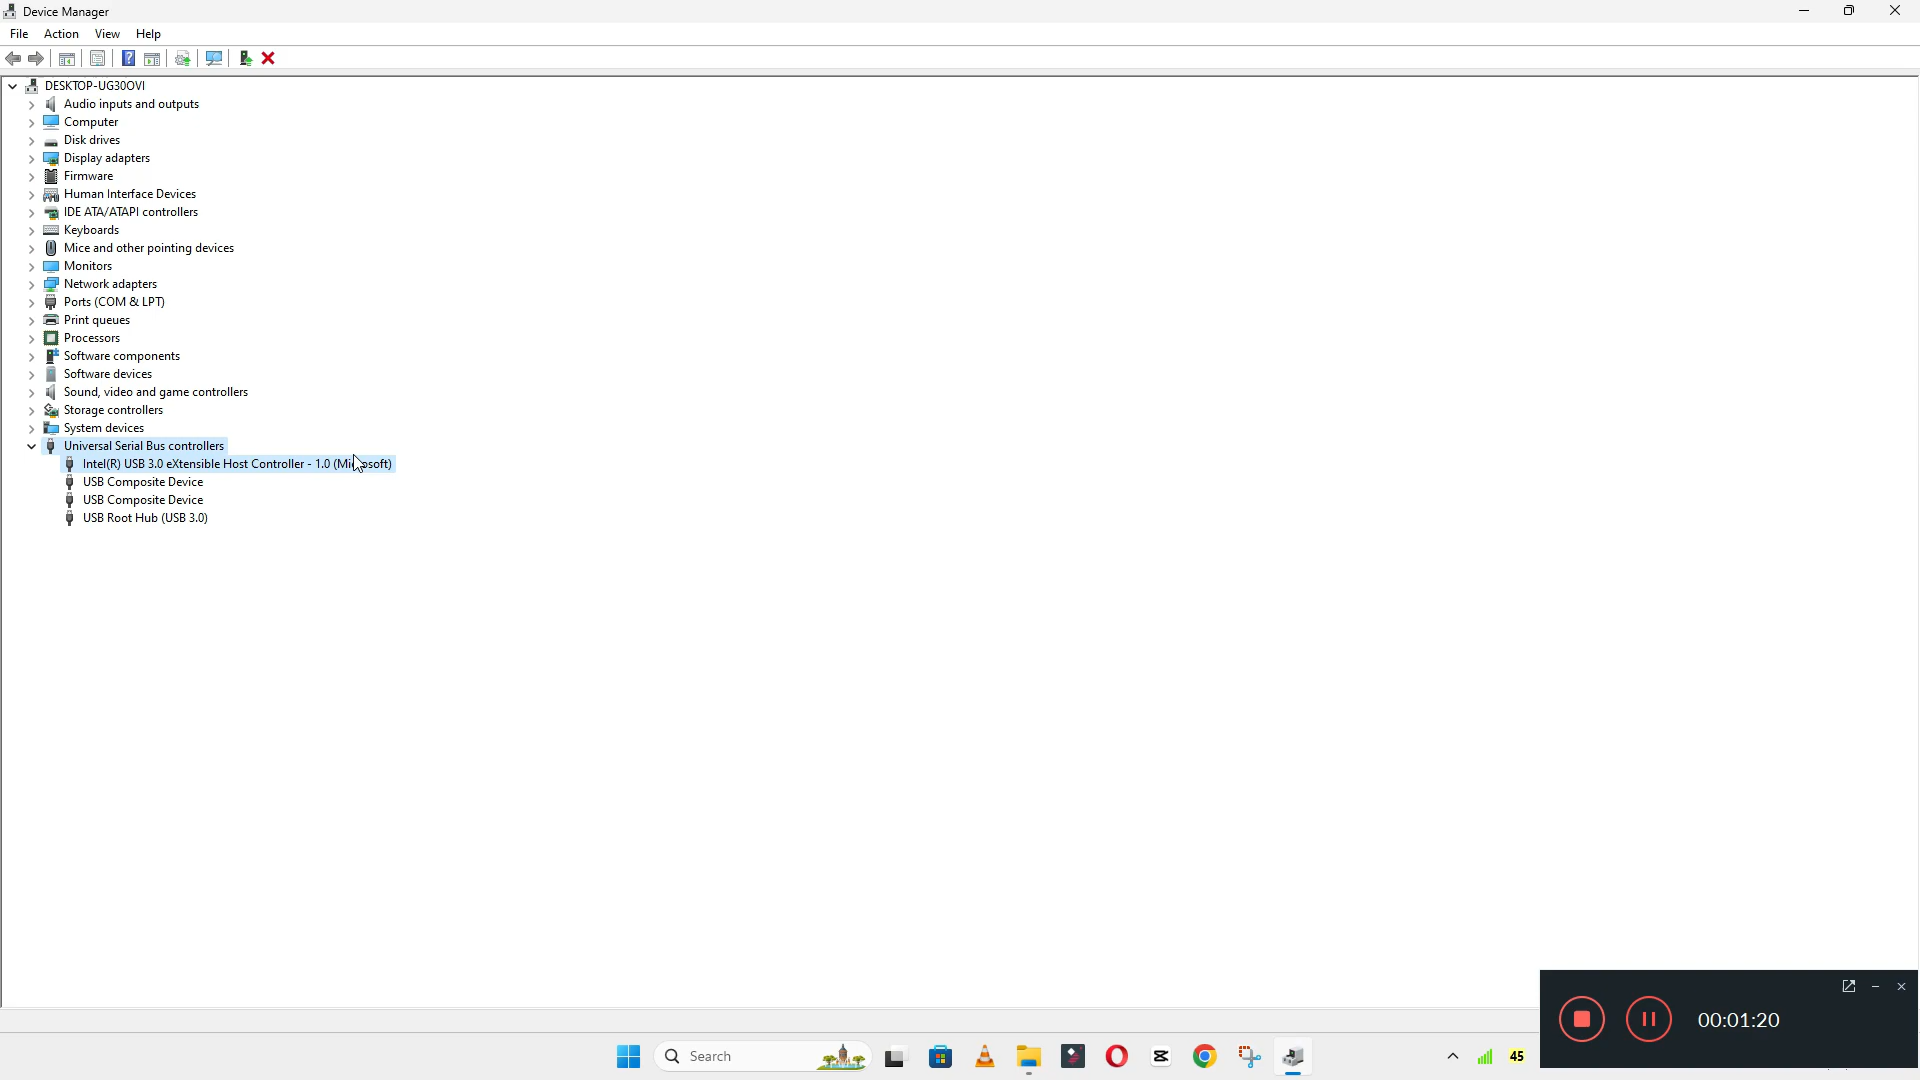 Device Manager
File Action View Help
DESKTOP-UG30OVI
Audio inputs and outputs
Computer
Disk drives
Display adapters
Firmware
Human Interface Devices
IDE ATA/ATAPI controllers
Keyboards
Mice and other pointing devices
Monitors
Network adapters
Ports (COM & LPT)
Print queues
Processors
Software components
Software devices
Sound, video and game controllers
Storage controllers
System devices
Universal Serial Bus controllers
Intel(R) USB 3.0 eXtensible Host Controller - 1.0
USB Composite Device
USB Composite Device
USB Root Hub (USB 3.0)
00:01:20
Search
45